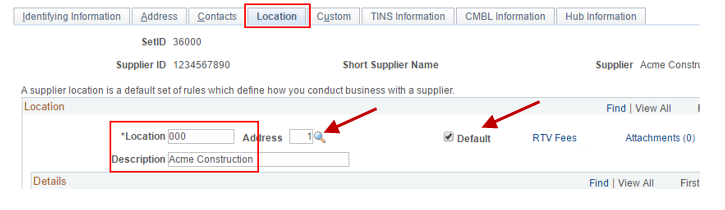 Identifying Information Address Contacts Location Custom TINS Information CMBL Information Hub Information
SetID 36000
Supplier ID 1234567890 Short Supplier Name Supplier Acme Constru
A supplier location is a default set of rules which define how you conduct business with a supplier.
Location Find | View All F
*Location 000 Address 1 Default RTV Fees Attachments (0)
Description Acme Construction
Details Find | View All First